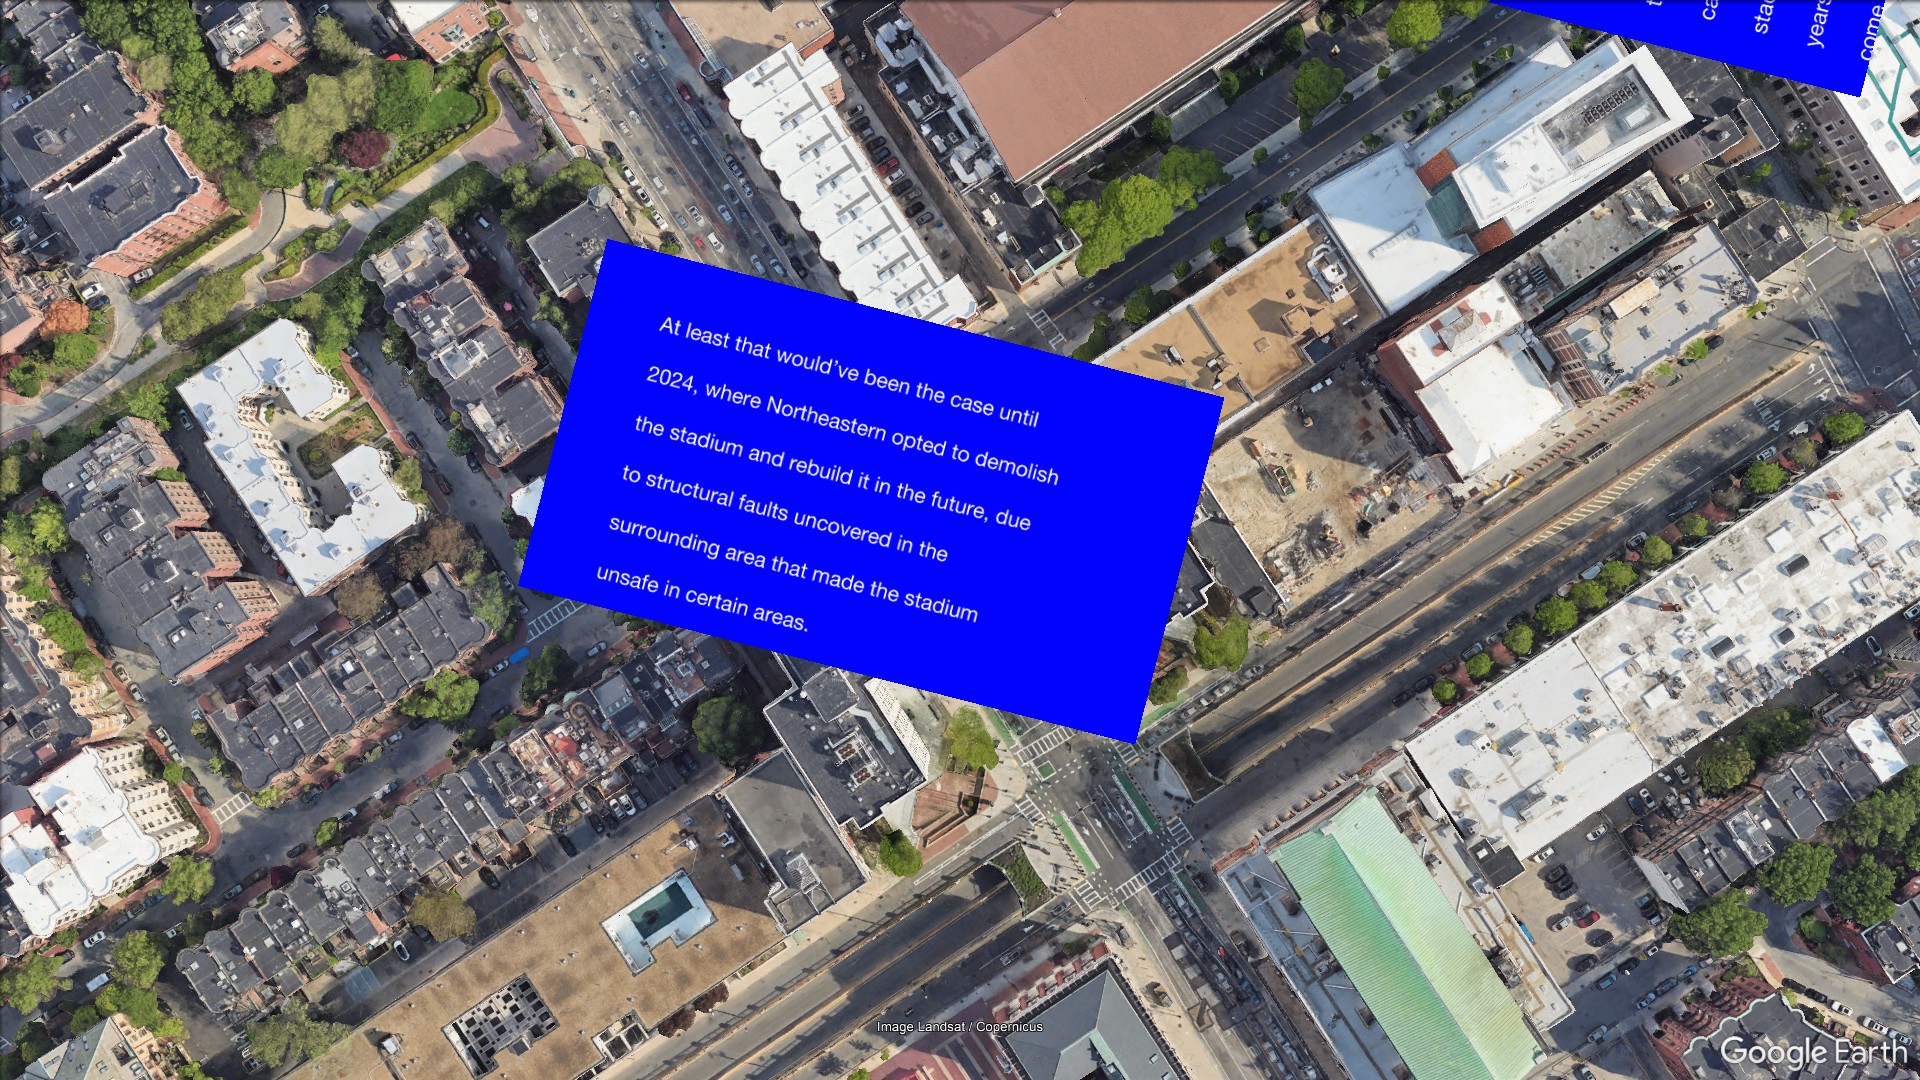 At least that would've been the case until
2024, where Northeastern opted to demolish
the stadium and rebuild it in the future, due
to structural faults uncovered in the
surrounding area that made the stadium
unsafe in certain areas.
years
come
Image Landsat / Copernicus
Google Earth